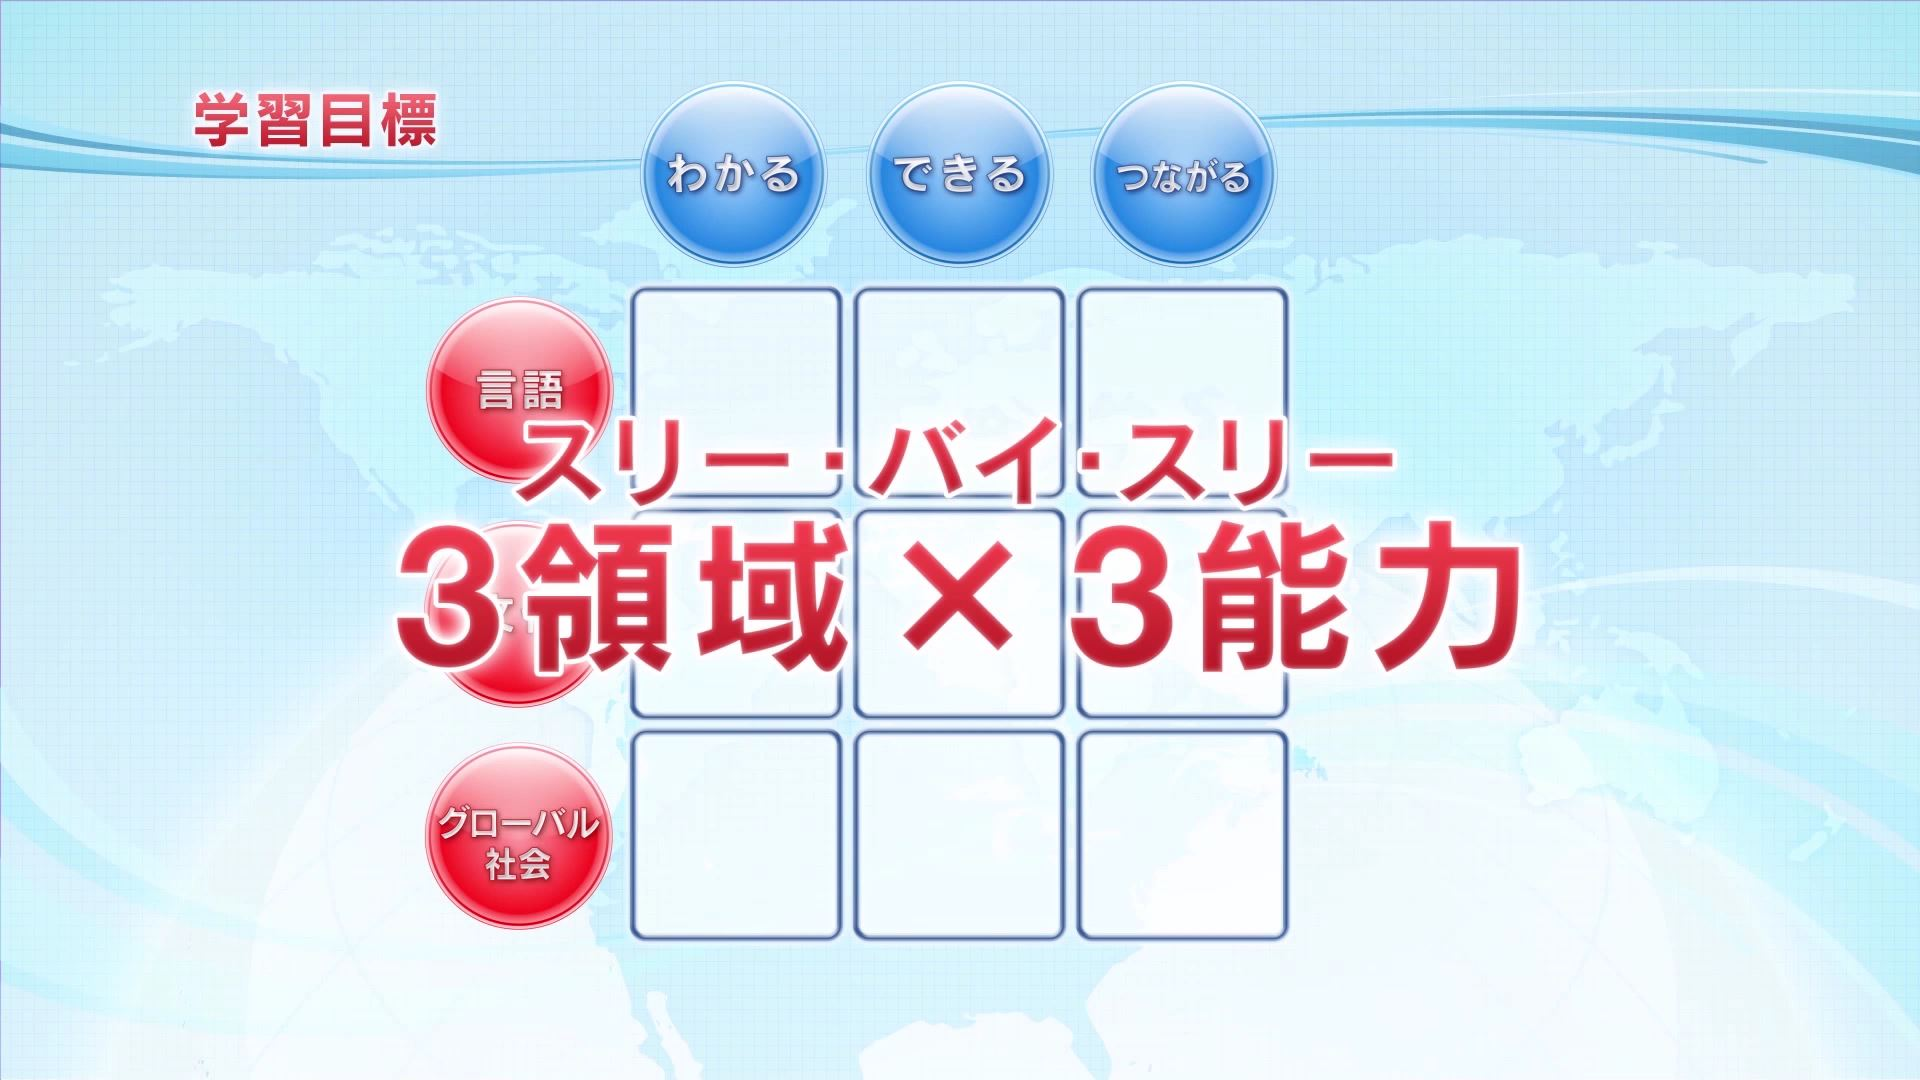 学習目標
わかる
できる
つながる
言語
スリー・バイ・スリー
3領域×3能力
グローバル
社会